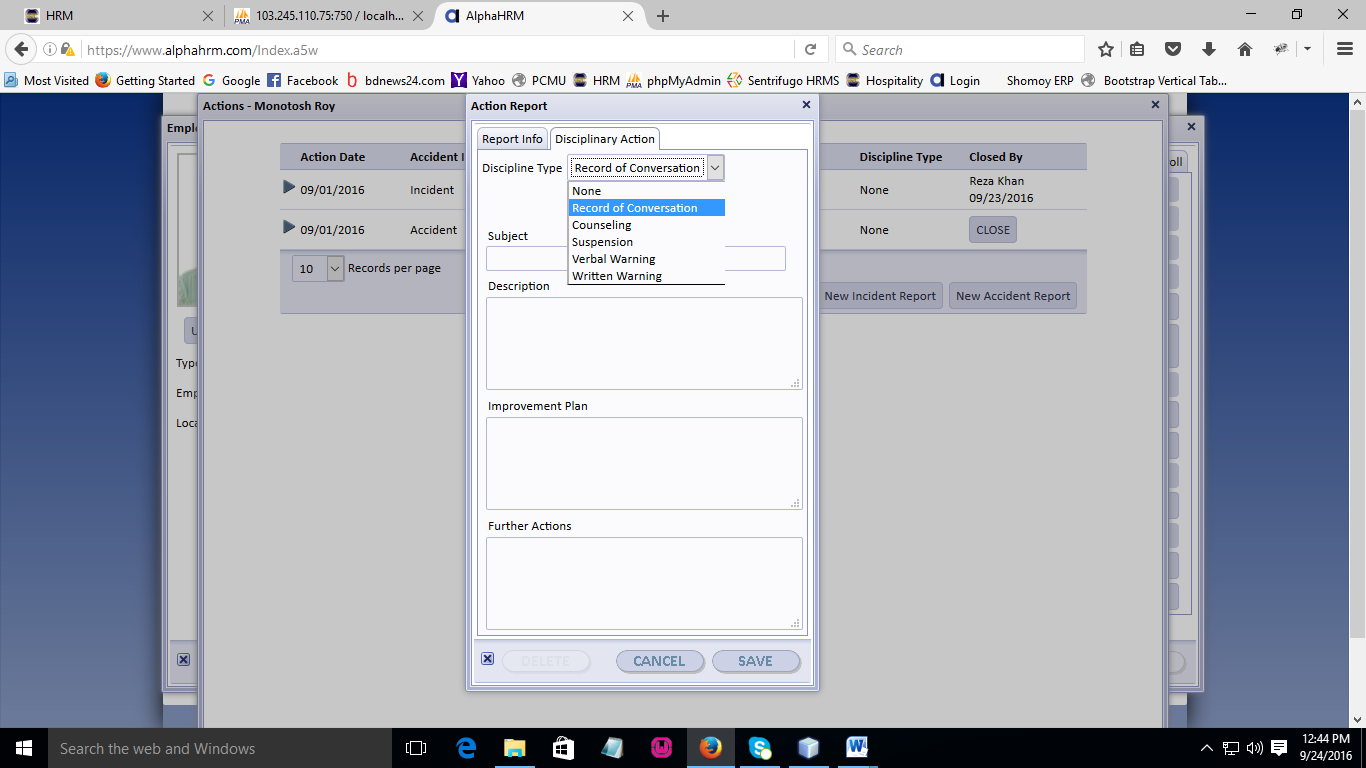 HRM
103.245.110.75:750 / localh...
AlphaHRM
https://www.alphahrm.com/Index.a5w
Search
Most Visited Getting Started Google Facebook bdnews24.com Yahoo PCMU HRM phpMyAdmin Sentrifugo HRMS Hospitality Login Shomoy ERP Bootstrap Vertical Tab...
Actions - Monotosh Roy
Action Report
Report Info Disciplinary Action
Action Date
Discipline Type Closed By
Discipline Type Record of Conversation
None
Record of Conversation
Counseling
Suspension
Verbal Warning
Written Warning
09/01/2016 Incident
None Reza Khan
09/23/2016
09/01/2016 Accident
None CLOSE
10 Records per page
New Incident Report New Accident Report
Subject
Description
Improvement Plan
Further Actions
DELETE CANCEL SAVE
Search the web and Windows
12:44 PM
9/24/2016